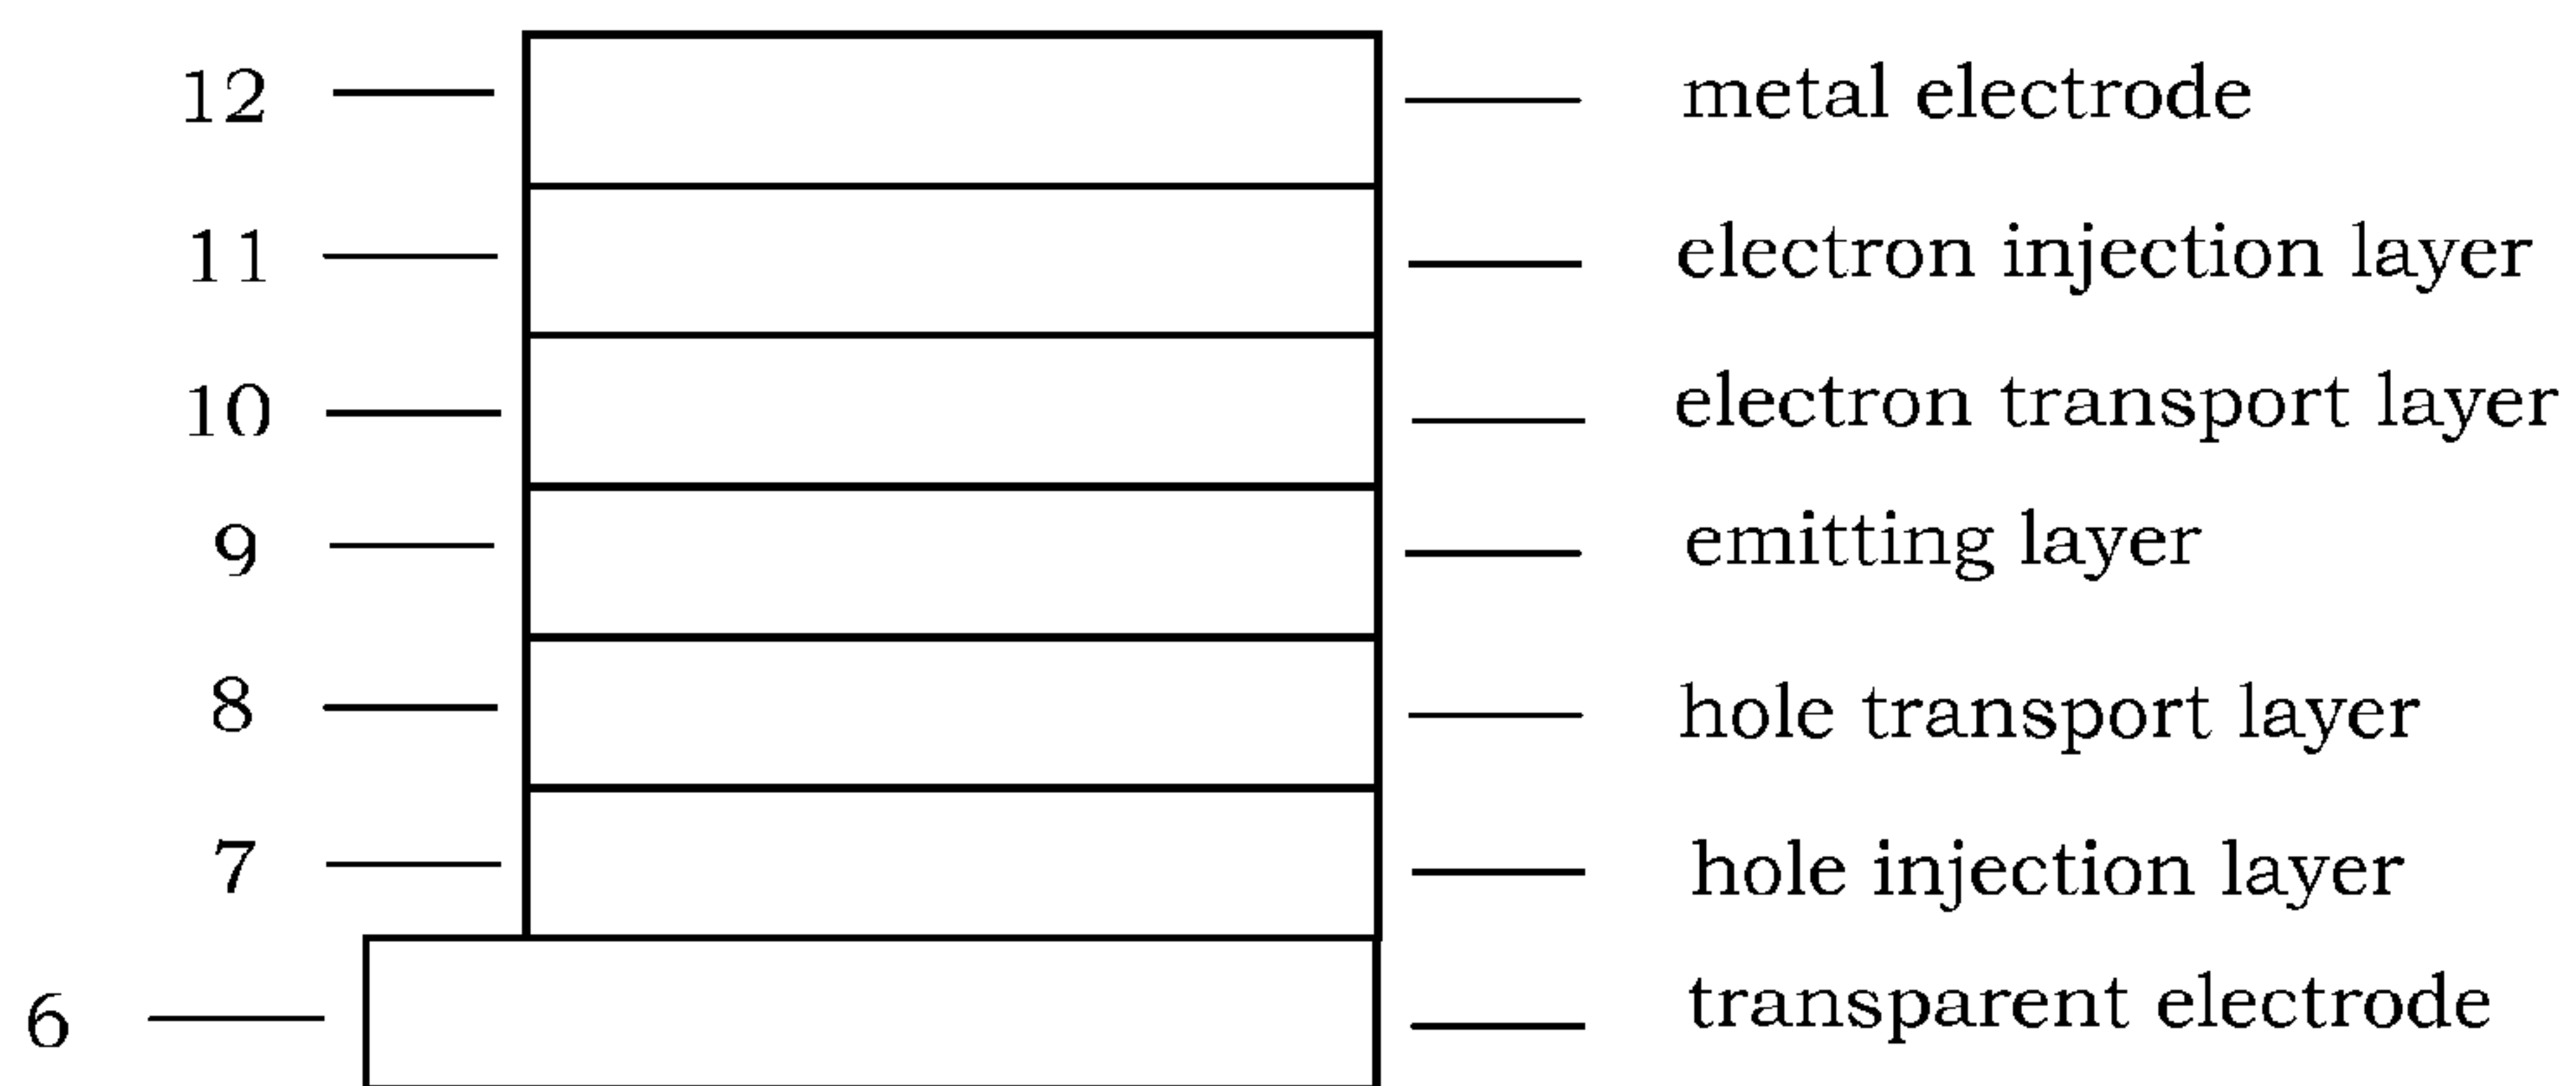 12 metal electrode
11 electron injection layer
10 electron transport layer
9 emitting layer
8 hole transport layer
7 hole injection layer
6 transparent electrode